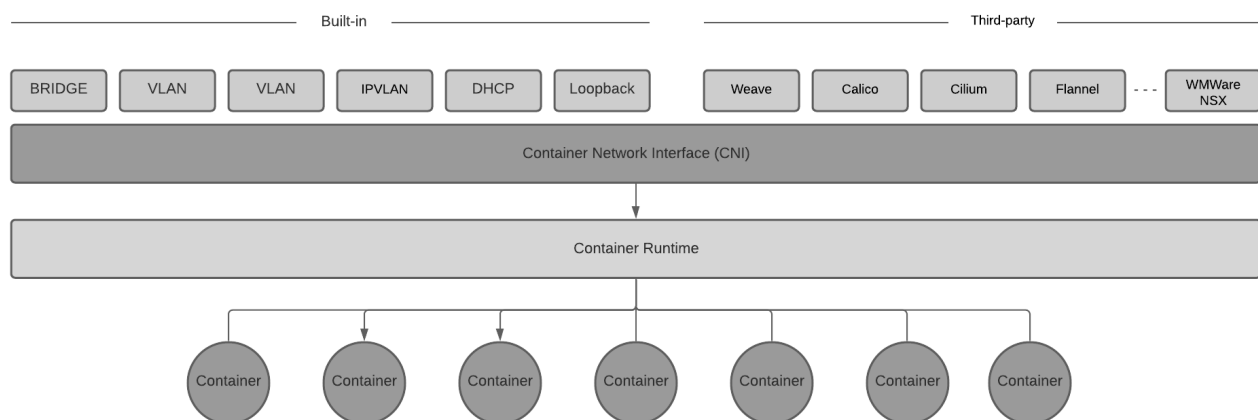 Built-in
Third-party
BRIDGE
VLAN
VLAN
IPVLAN
DHCP
Loopback
Weave
Calico
Cilium
Flannel
WMWare
NSX
Container Network Interface (CNI)
Container Runtime
Container
Container
Container
Container
Container
Container
Container